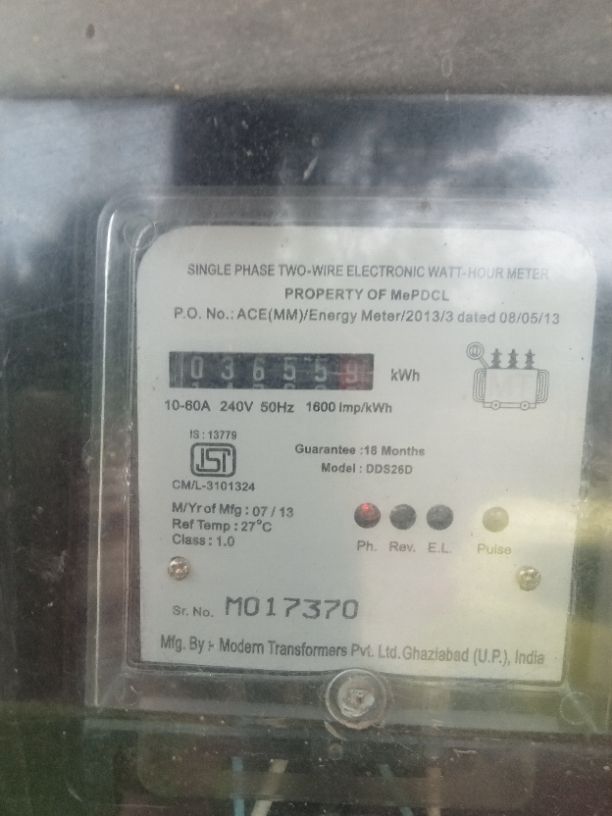 SINGLE PHASE TWO-WIRE ELECTRONIC WATT-HOUR METER
PROPERTY OF MePDCL
P.O. No.: ACE(MM)/Energy Meter/2013/3 dated 08/05/13
036559 kWh
10-60A 240V 50Hz 1600 imp/kWh
IS : 13779
ISI
CM/L-3101324
Guarantee :18 Months
Model : DDS26D
M/Yr of Mfg : 07 / 13
Ref Temp : 27°C
Class : 1.0
Ph. Rev. E.L. Pulse
Sr. No. M017370
Mfg. By :- Modern Transformers Pvt. Ltd. Ghaziabad (U.P.), India